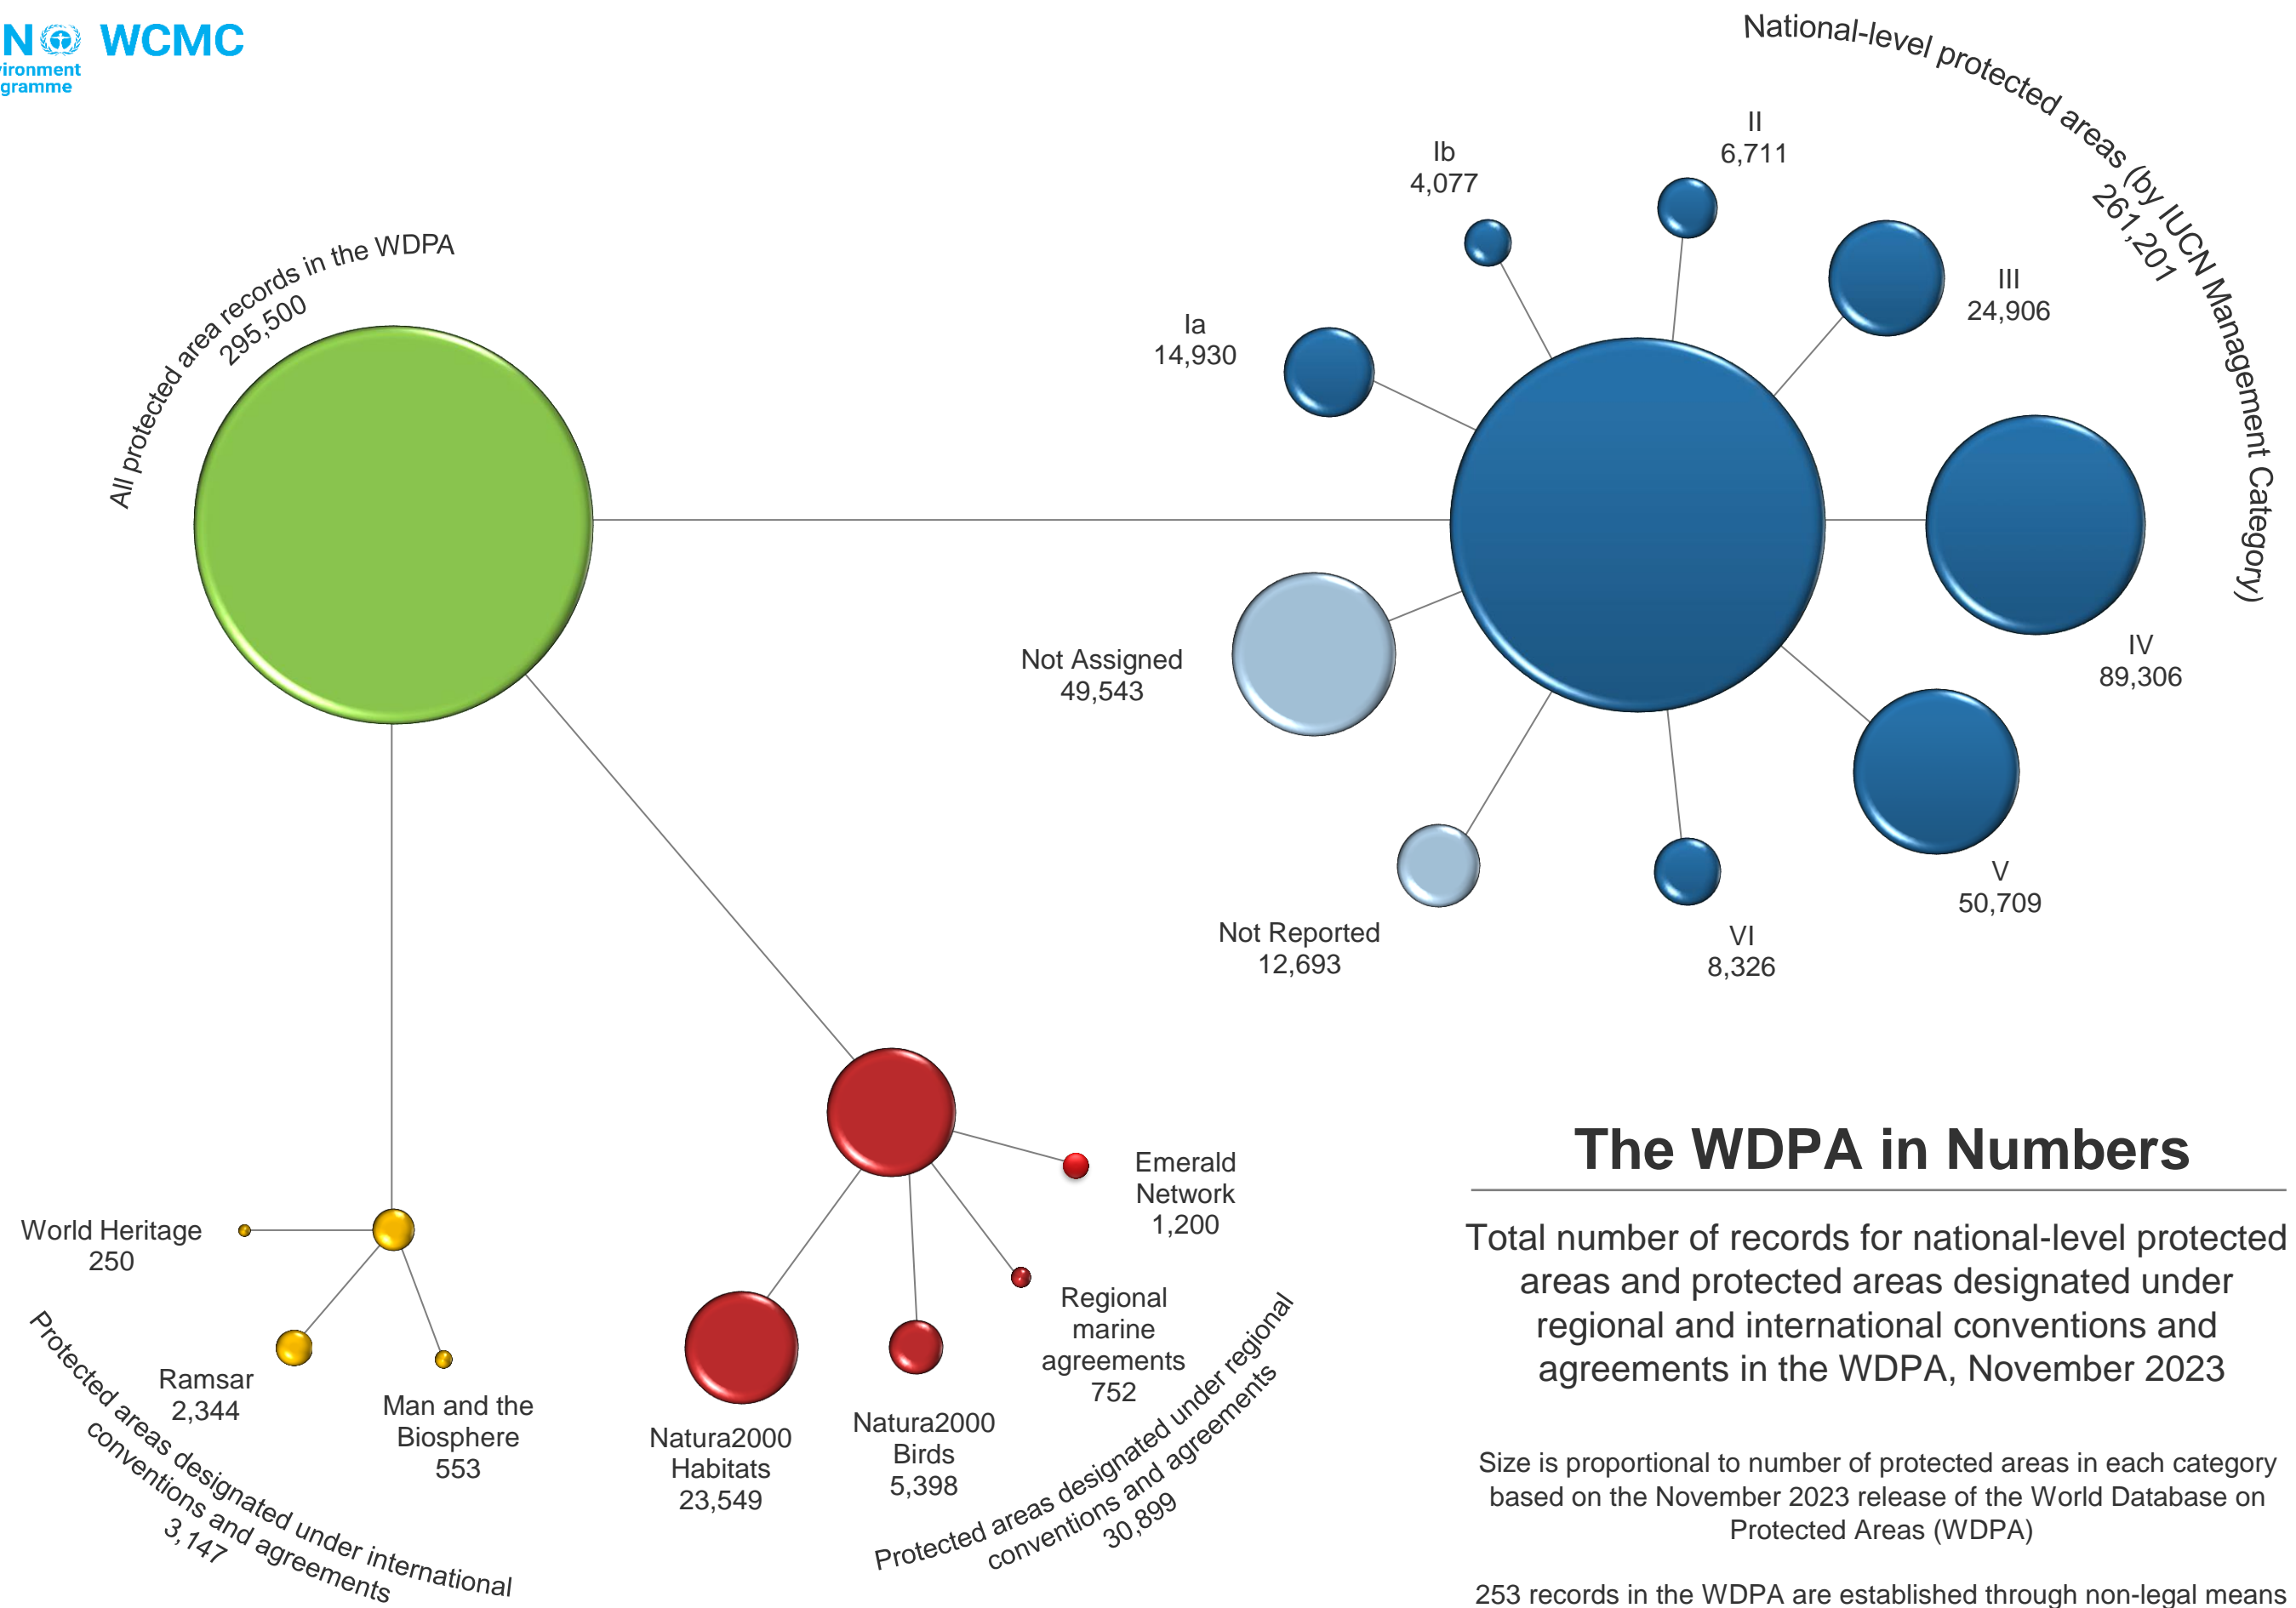 N WCMC
ironment
gramme
All protected area records in the WDPA
295,500
National-level protected areas (by IUCN Management Category)
261,201
Ia
14,930
Ib
4,077
II
6,711
III
24,906
IV
89,306
V
50,709
VI
8,326
Not Reported
12,693
Not Assigned
49,543
World Heritage
250
Ramsar
2,344
Man and the
Biosphere
553
Protected areas designated under international
conventions and agreements
3,147
Natura2000
Habitats
23,549
Natura2000
Birds
5,398
Regional
marine
agreements
752
Emerald
Network
1,200
Protected areas designated under regional
conventions and agreements
30,899
The WDPA in Numbers
Total number of records for national-level protected
areas and protected areas designated under
regional and international conventions and
agreements in the WDPA, November 2023
Size is proportional to number of protected areas in each category
based on the November 2023 release of the World Database on
Protected Areas (WDPA)
253 records in the WDPA are established through non-legal means